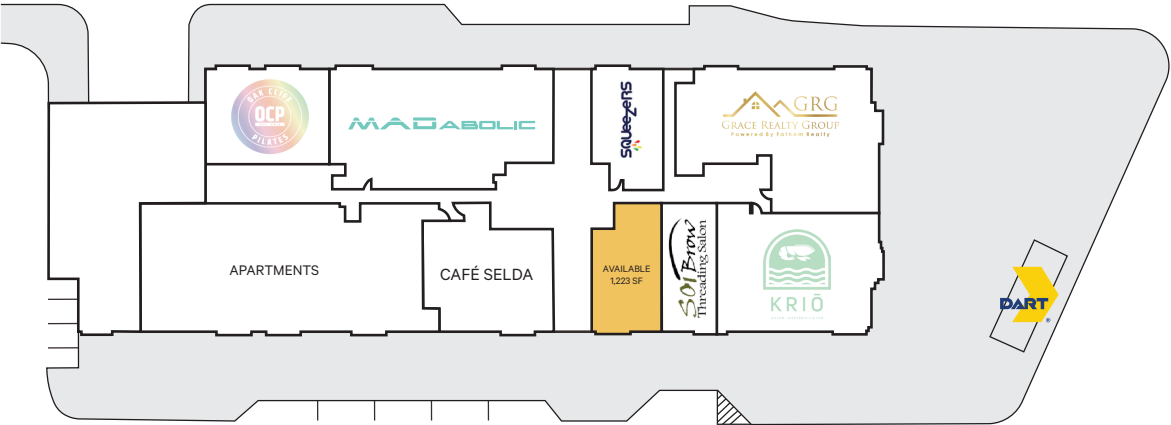 OAK CLIFF
OCP
PILATES
MADABOLIC
SQUEEZERS
GRG
GRACE REALTY GROUP
Powered By Fathom Realty
APARTMENTS
CAFÉ SELDA
AVAILABLE
1,223 SF
SOI Brow
Threading Salon
KRIŌ
DART
®